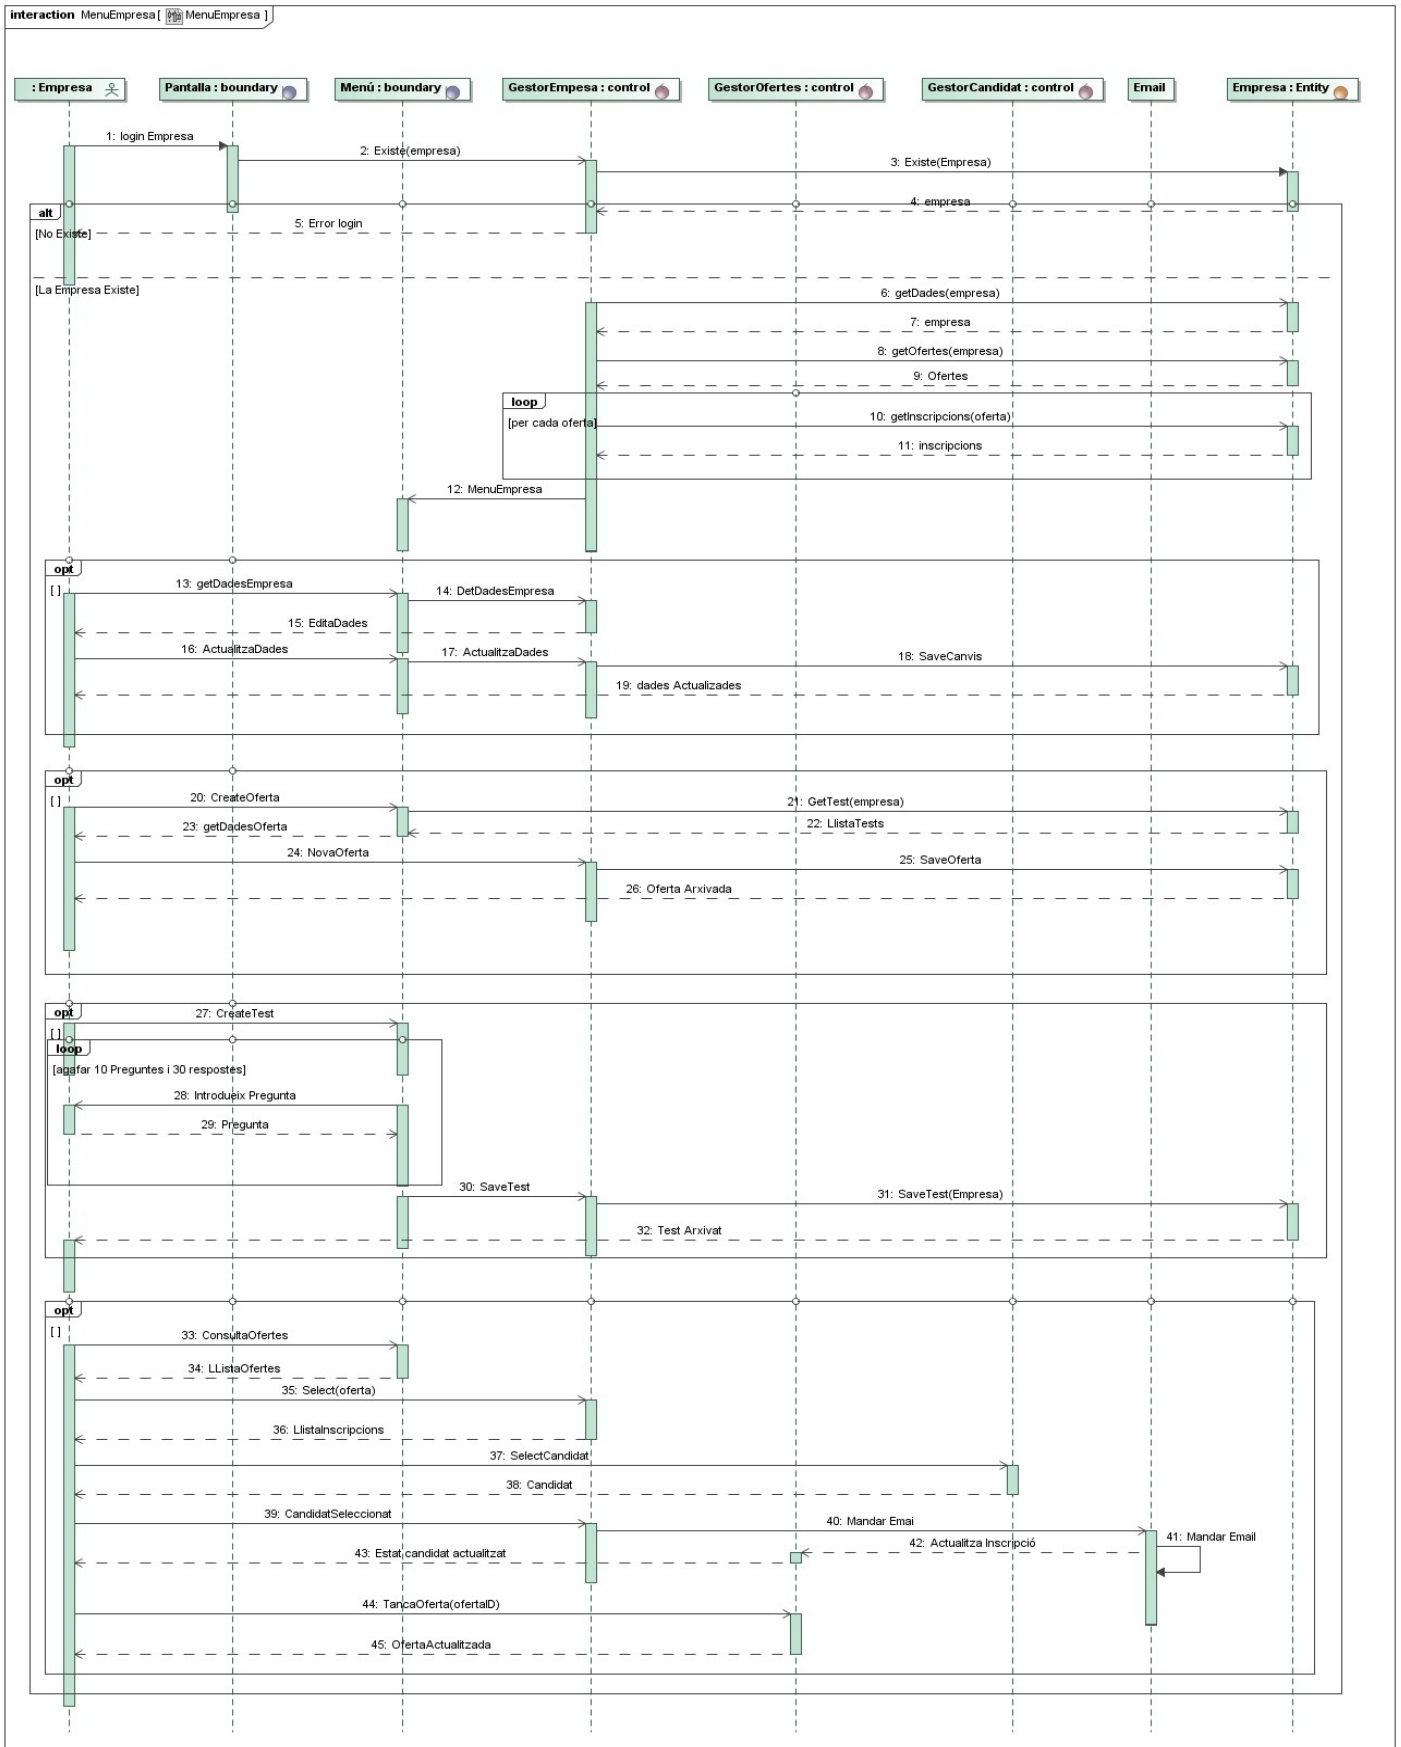 interaction MenuEmpresa[ MenuEmpresa ]
: Empresa
Pantalla : boundary
Menú : boundary
GestorEmpesa : control
GestorOfertes : control
GestorCandidat : control
Email
Empresa : Entity
1: login Empresa
2: Existe(empresa)
3: Existe(Empresa)
4: empresa
alt
5: Error login
[No Existe]
[La Empresa Existe]
6: getDades(empresa)
7: empresa
8: getOfertes(empresa)
9: Ofertes
loop
[per cada oferta]
10: getInscripcions(oferta)
11: inscripcions
12: MenuEmpresa
opt
[ ]
13: getDadesEmpresa
14: DetDadesEmpresa
15: EditaDades
16: ActualitzaDades
17: ActualitzaDades
18: SaveCanvis
19: dades Actualizades
opt
[ ]
20: CreateOferta
21: GetTest(empresa)
22: LlistaTests
23: getDadesOferta
24: NovaOferta
25: SaveOferta
26: Oferta Arxivada
opt
[ ]
27: CreateTest
loop
[agafar 10 Preguntes i 30 respostes]
28: Introdueix Pregunta
29: Pregunta
30: SaveTest
31: SaveTest(Empresa)
32: Test Arxivat
opt
[ ]
33: ConsultaOfertes
34: LListaOfertes
35: Select(oferta)
36: LlistaInscripcions
37: SelectCandidat
38: Candidat
39: CandidatSeleccionat
40: Mandar Emai
41: Mandar Email
42: Actualitza Inscripció
43: Estat candidat actualitzat
44: TancaOferta(ofertaID)
45: OfertaActualitzada